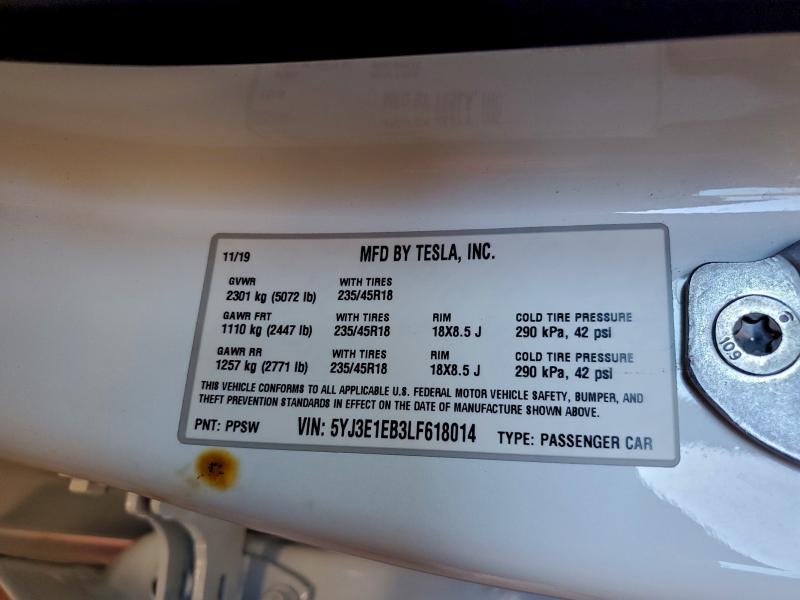 11/19 MFD BY TESLA, INC.
GVWR WITH TIRES
2301 kg (5072 lb) 235/45R18
GAWR FRT WITH TIRES RIM COLD TIRE PRESSURE
1110 kg (2447 lb) 235/45R18 18X8.5 J 290 kPa, 42 psi
GAWR RR WITH TIRES RIM COLD TIRE PRESSURE
1257 kg (2771 lb) 235/45R18 18X8.5 J 290 kPa, 42 psi
THIS VEHICLE CONFORMS TO ALL APPLICABLE U.S. FEDERAL MOTOR VEHICLE SAFETY, BUMPER, AND
THEFT PREVENTION STANDARDS IN EFFECT ON THE DATE OF MANUFACTURE SHOWN ABOVE.
PNT: PPSW VIN: 5YJ3E1EB3LF618014 TYPE: PASSENGER CAR
109